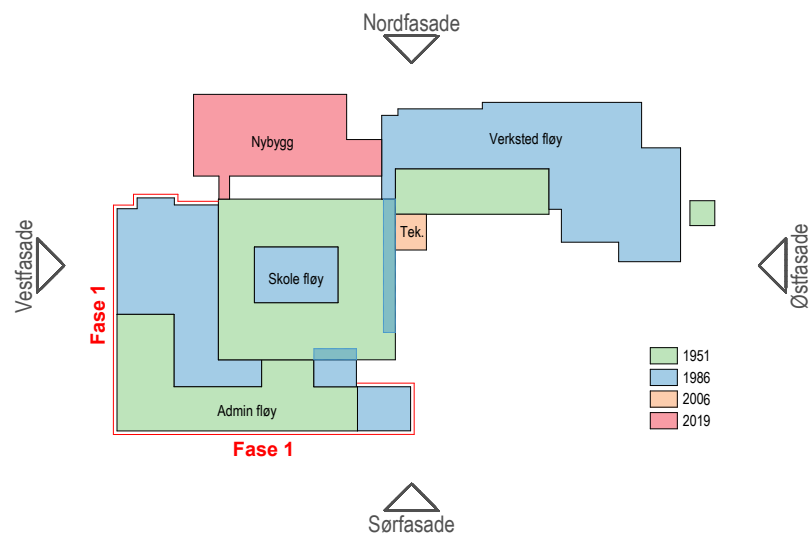 Nordfasade
Nybygg
Verksted fløy
Tek.
Vestfasade
Skole fløy
Østfasade
Fase 1
1951
1986
2006
2019
Admin fløy
Fase 1
Sørfasade